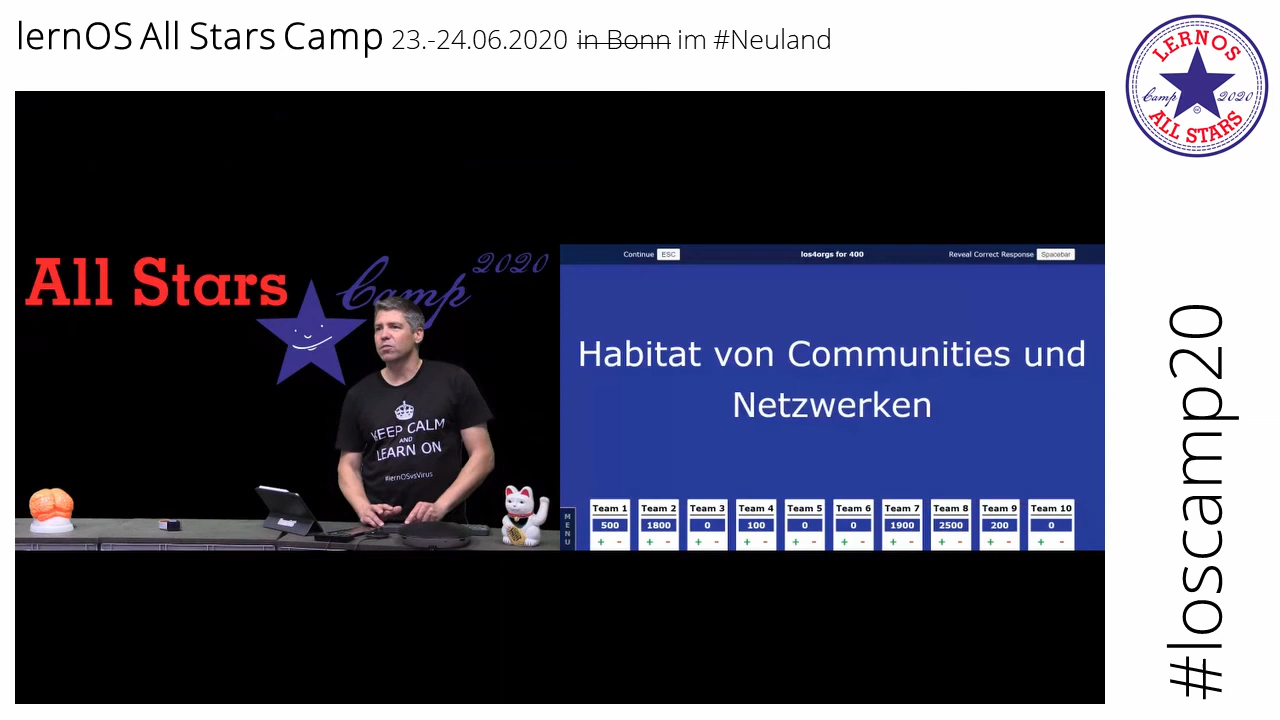 lernOS All Stars Camp 23.-24.06.2020 in Bonn im #Neuland
LERNOS
Camp 2020
ALL STARS
#loscamp20
All Stars Camp 2020
KEEP CALM
AND
LEARN ON
#lernOSvsVirus
Continue ESC los4orgs for 400 Reveal Correct Response Spacebar
Habitat von Communities und
Netzwerken
MENU
Team 1 Team 2 Team 3 Team 4 Team 5 Team 6 Team 7 Team 8 Team 9 Team 10
500 1800 0 100 0 0 1900 2500 200 0
+ - + - + - + - + - + - + - + - + - + -